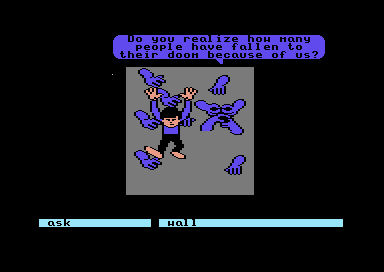 Do you realize how many
people have fallen to
their doom because of us?
ask
wall